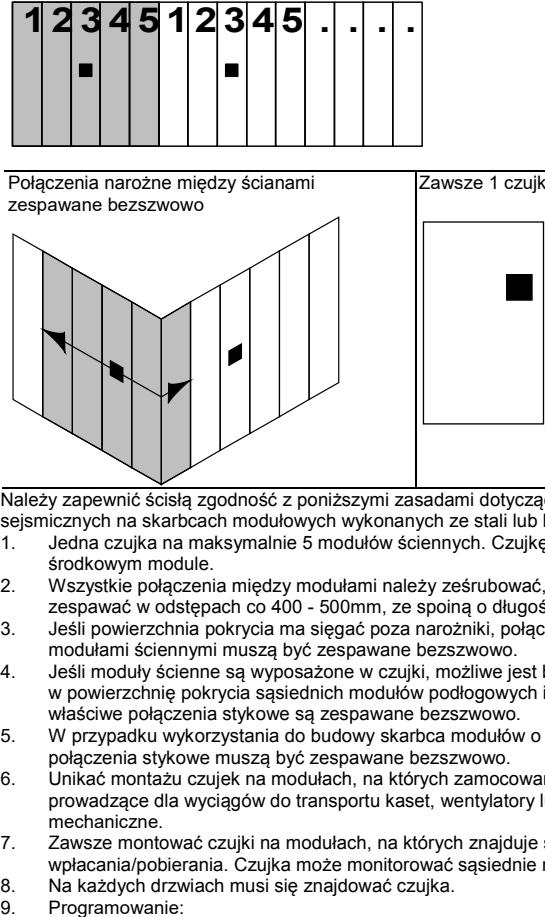 1 2 3 4 5 1 2 3 4 5 . . . .
Połączenia narożne między ścianami
zespawane bezszwowo
Zawsze 1 czujk
Należy zapewnić ścisłą zgodność z poniższymi zasadami dotyczą
sejsmicznych na skarbcach modułowych wykonanych ze stali lub
1. Jedna czujka na maksymalnie 5 modułów ściennych. Czujkę
środkowym module.
2. Wszystkie połączenia między modułami należy ześrubować,
zespawać w odstępach co 400 - 500mm, ze spoiną o długoś
3. Jeśli powierzchnia pokrycia ma sięgać poza narożniki, połąc
modułami ściennymi muszą być zespawane bezszwowo.
4. Jeśli moduły ścienne są wyposażone w czujki, możliwe jest
w powierzchnię pokrycia sąsiednich modułów podłogowych i
właściwe połączenia stykowe są zespawane bezszwowo.
5. W przypadku wykorzystania do budowy skarbca modułów o
połączenia stykowe muszą być zespawane bezszwowo.
6. Unikać montażu czujek na modułach, na których zamocowa
prowadzące dla wyciągów do transportu kaset, wentylatory l
mechaniczne.
7. Zawsze montować czujki na modułach, na których znajduje s
wpłacania/pobierania. Czujka może monitorować sąsiednie
8. Na każdych drzwiach musi się znajdować czujka.
9. Programowanie: